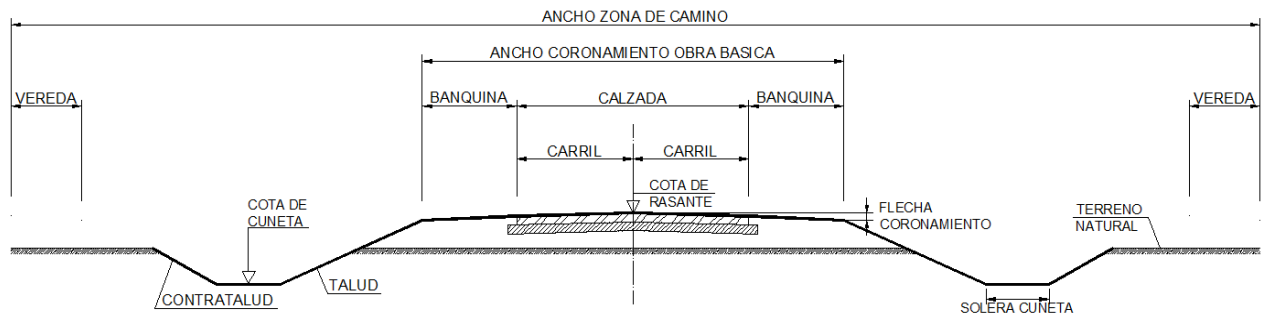 ANCHO ZONA DE CAMINO
ANCHO CORONAMIENTO OBRA BASICA
VEREDA
BANQUINA
CALZADA
BANQUINA
VEREDA
CARRIL
CARRIL
COTA DE
CUNETA
COTA DE
RASANTE
FLECHA
CORONAMIENTO
TERRENO
NATURAL
CONTRATALUD
TALUD
SOLERA CUNETA